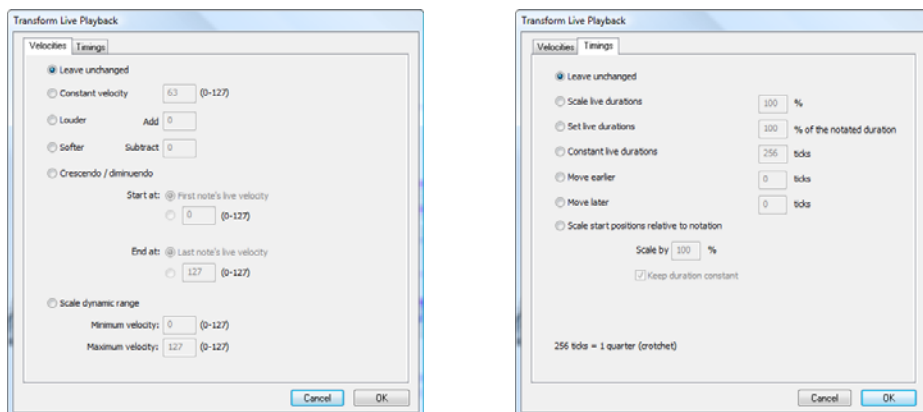 Transform Live Playback
Velocities Timings
Leave unchanged
Constant velocity 63 (0-127)
Louder Add 0
Softer Subtract 0
Crescendo / diminuendo
Start at: First note's live velocity
0 (0-127)
End at: Last note's live velocity
127 (0-127)
Scale dynamic range
Minimum velocity: 0 (0-127)
Maximum velocity: 127 (0-127)
Cancel OK
Transform Live Playback
Velocities Timings
Leave unchanged
Scale live durations 100 %
Set live durations 100 % of the notated duration
Constant live durations 256 ticks
Move earlier 0 ticks
Move later 0 ticks
Scale start positions relative to notation
Scale by 100 %
Keep duration constant
256 ticks = 1 quarter (crotchet)
Cancel OK